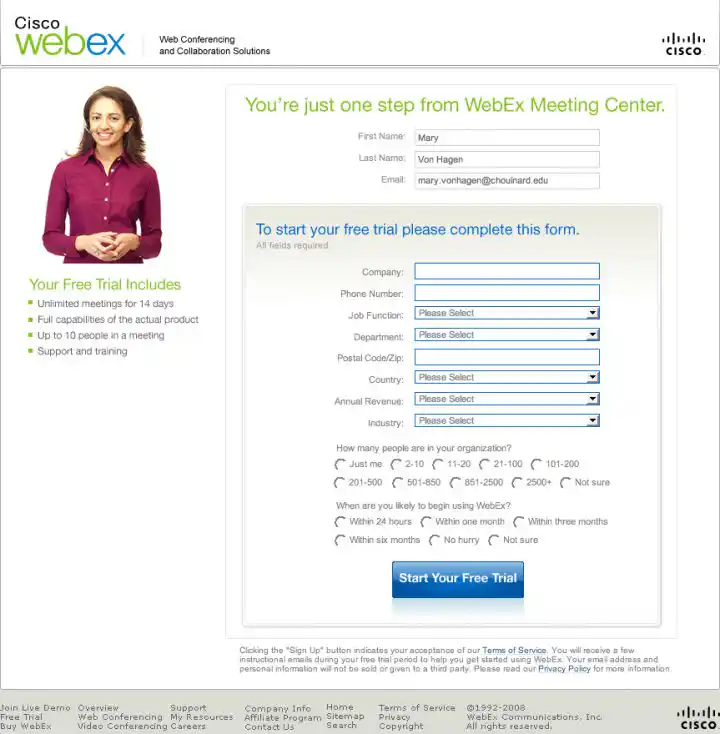 Cisco
webex
Web Conferencing
and Collaboration Solutions
CISCO
You're just one step from WebEx Meeting Center.
First Name: Mary
Last Name: Von Hagen
Email: mary.vonhagen@chouinard.edu
To start your free trial please complete this form.
All fields required
Company:
Phone Number:
Job Function: Please Select
Department: Please Select
Postal Code/Zip:
Country: Please Select
Annual Revenue: Please Select
Industry: Please Select
How many people are in your organization?
Just me 2-10 11-20 21-100 101-200
201-500 501-850 851-2500 2500+ Not sure
When are you likely to begin using WebEx?
Within 24 hours Within one month Within three months
Within six months No hurry Not sure
Start Your Free Trial
Your Free Trial Includes
Unlimited meetings for 14 days
Full capabilities of the actual product
Up to 10 people in a meeting
Support and training
Clicking the "Sign Up" button indicates your acceptance of our Terms of Service. You will receive a few
instructional emails during your free trial period to help you get started using WebEx. Your email address and
personal information will not be sold or given to a third party. Please read our Privacy Policy for more information
Join Live Demo Overview Support Company Info Home Terms of Service ©1992-2008
Free Trial Web Conferencing My Resources Affiliate Program Sitemap Privacy WebEx Communications, Inc.
Buy WebEx Video Conferencing Careers Contact Us Search Copyright All rights reserved.
CISCO